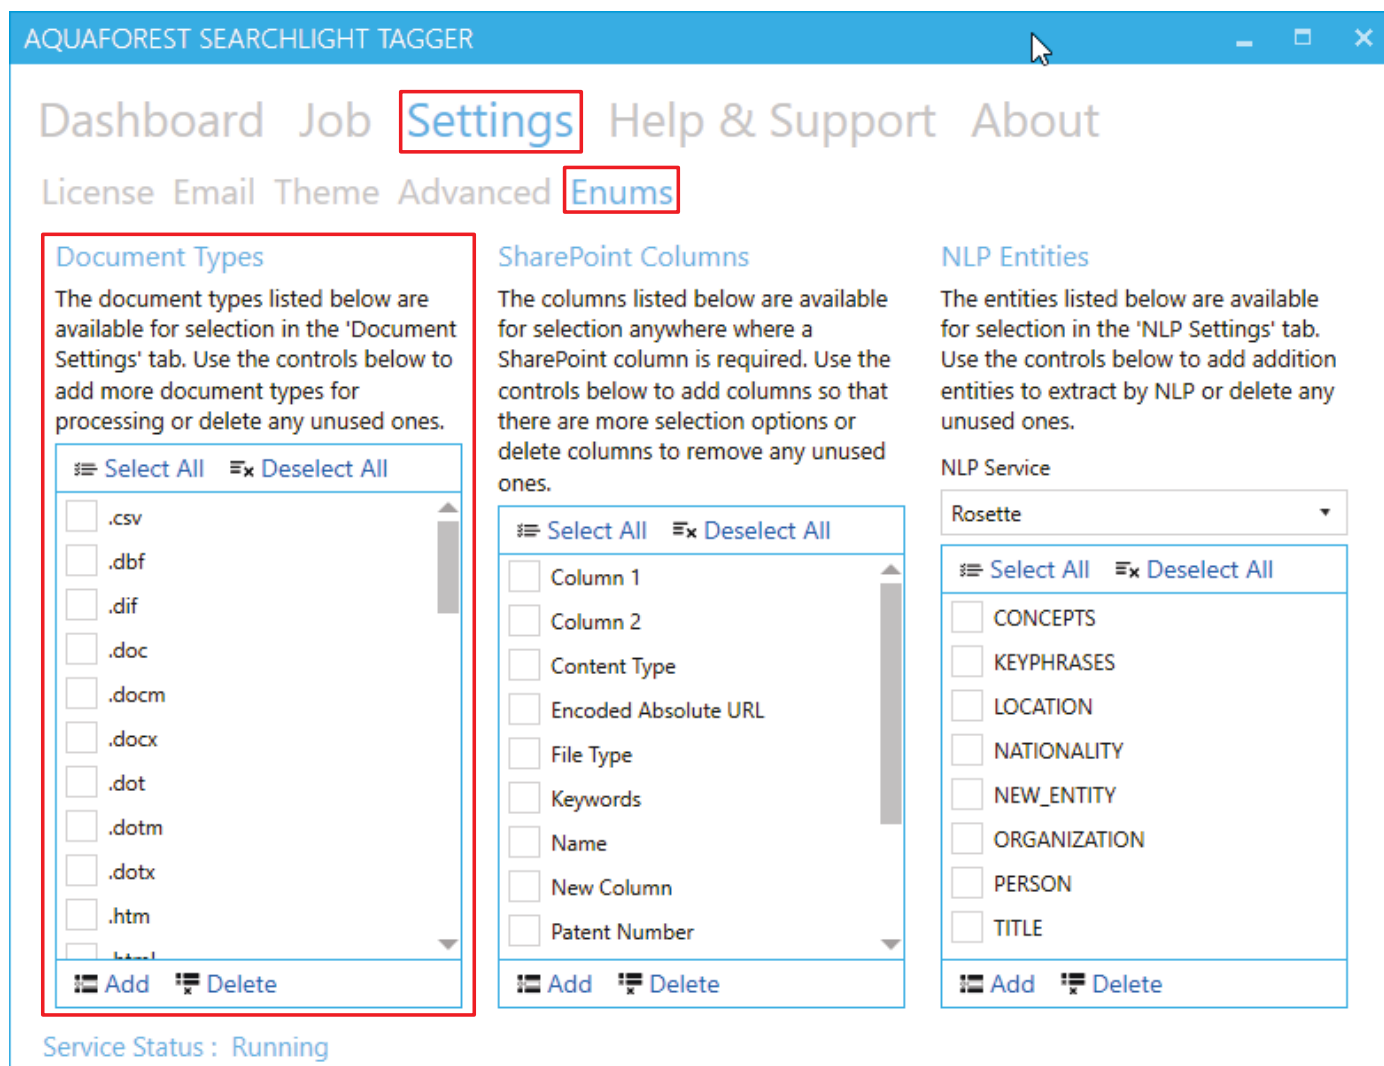 AQUAFOREST SEARCHLIGHT TAGGER
Dashboard Job Settings Help & Support About
License Email Theme Advanced Enums
Document Types
The document types listed below are
available for selection in the 'Document
Settings' tab. Use the controls below to
add more document types for
processing or delete any unused ones.
Select All Deselect All
.csv
.dbf
.dif
.doc
.docm
.docx
.dot
.dotm
.dotx
.htm
.html
Add Delete
SharePoint Columns
The columns listed below are available
for selection anywhere where a
SharePoint column is required. Use the
controls below to add columns so that
there are more selection options or
delete columns to remove any unused
ones.
Select All Deselect All
Column 1
Column 2
Content Type
Encoded Absolute URL
File Type
Keywords
Name
New Column
Patent Number
Add Delete
NLP Entities
The entities listed below are available
for selection in the 'NLP Settings' tab.
Use the controls below to add addition
entities to extract by NLP or delete any
unused ones.
NLP Service
Rosette
Select All Deselect All
CONCEPTS
KEYPHRASES
LOCATION
NATIONALITY
NEW_ENTITY
ORGANIZATION
PERSON
TITLE
Add Delete
Service Status : Running